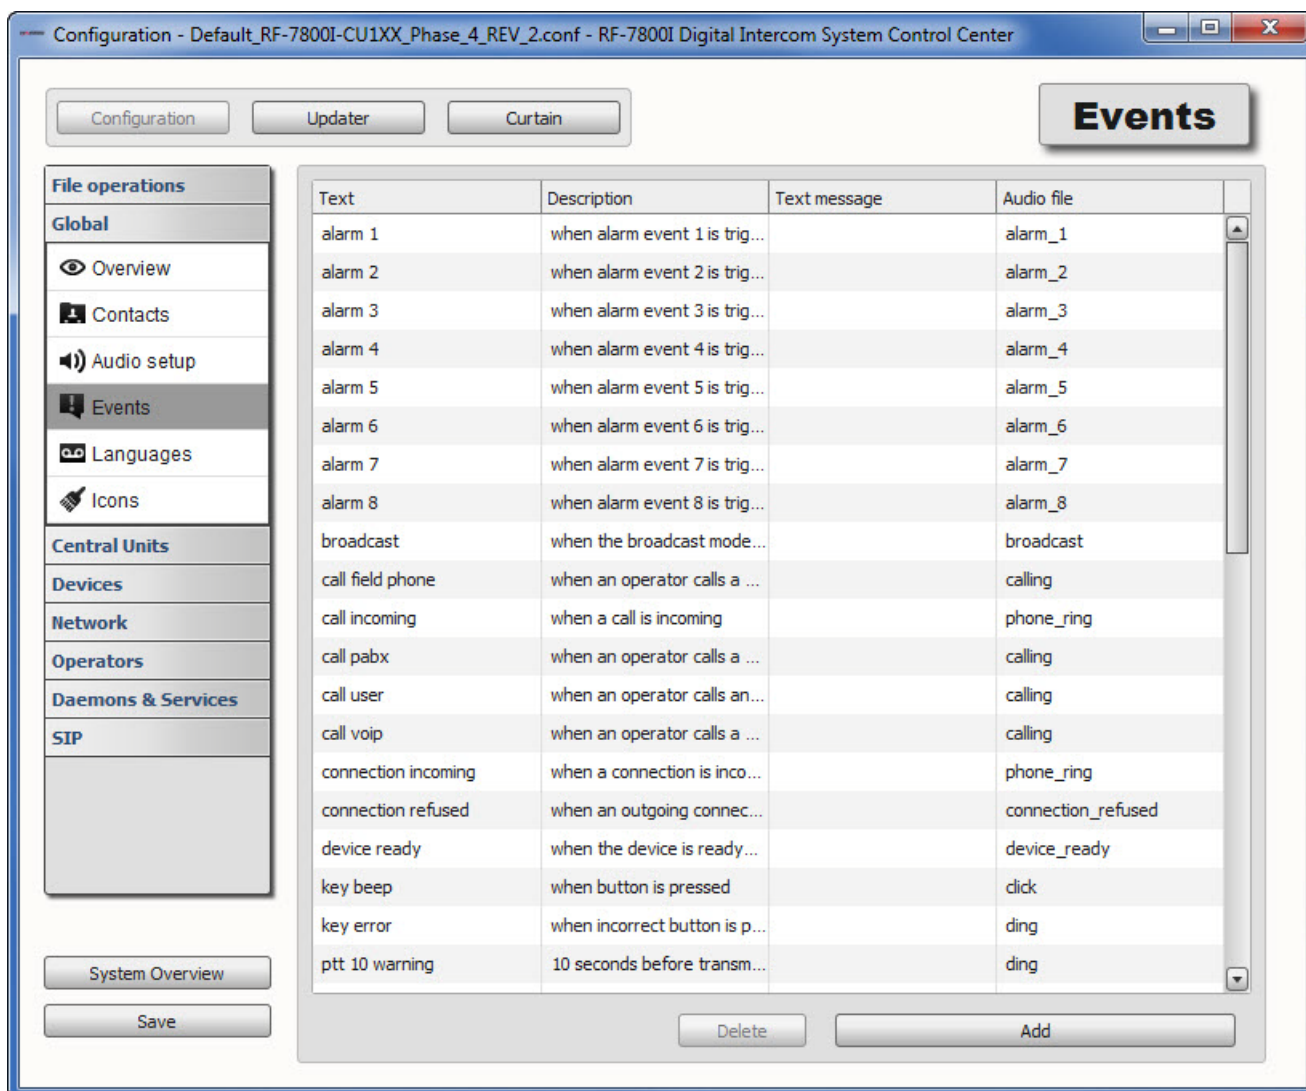 Configuration - Default_RF-7800I-CU1XX_Phase_4_REV_2.conf - RF-7800I Digital Intercom System Control Center
Configuration Updater Curtain
Events
File operations
Global
Overview
Contacts
Audio setup
Events
Languages
Icons
Central Units
Devices
Network
Operators
Daemons & Services
SIP
System Overview
Save
Text Description Text message Audio file
alarm 1 when alarm event 1 is trig... alarm_1
alarm 2 when alarm event 2 is trig... alarm_2
alarm 3 when alarm event 3 is trig... alarm_3
alarm 4 when alarm event 4 is trig... alarm_4
alarm 5 when alarm event 5 is trig... alarm_5
alarm 6 when alarm event 6 is trig... alarm_6
alarm 7 when alarm event 7 is trig... alarm_7
alarm 8 when alarm event 8 is trig... alarm_8
broadcast when the broadcast mode... broadcast
call field phone when an operator calls a ... calling
call incoming when a call is incoming phone_ring
call pabx when an operator calls a ... calling
call user when an operator calls an... calling
call voip when an operator calls a ... calling
connection incoming when a connection is inco... phone_ring
connection refused when an outgoing connec... connection_refused
device ready when the device is ready... device_ready
key beep when button is pressed click
key error when incorrect button is p... ding
ptt 10 warning 10 seconds before transm... ding
Delete Add